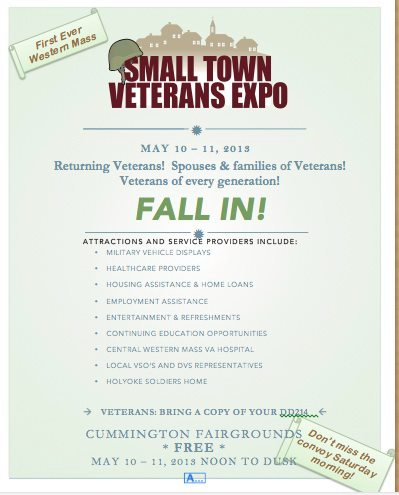 First Ever
Western Mass
SMALL TOWN
VETERANS EXPO
MAY 10 – 11, 2013
Returning Veterans! Spouses & families of Veterans!
Veterans of every generation!
FALL IN!
ATTRACTIONS AND SERVICE PROVIDERS INCLUDE:
• MILITARY VEHICLE DISPLAYS
• HEALTHCARE PROVIDERS
• HOUSING ASSISTANCE & HOME LOANS
• EMPLOYMENT ASSISTANCE
• ENTERTAINMENT & REFRESHMENTS
• CONTINUING EDUCATION OPPORTUNITIES
• CENTRAL WESTERN MASS VA HOSPITAL
• LOCAL VSO'S AND DVS REPRESENTATIVES
• HOLYOKE SOLDIERS HOME
→ VETERANS: BRING A COPY OF YOUR DD214 ←
CUMMINGTON FAIRGROUNDS
* FREE *
MAY 10 – 11, 2013 NOON TO DUSK
Don't miss the
convoy Saturday
morning!
A...